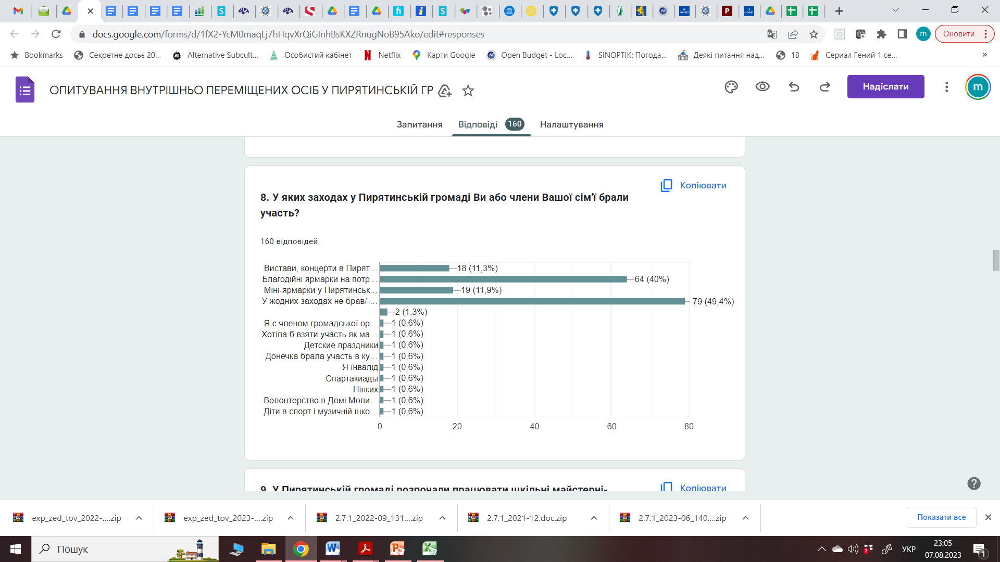 docs.google.com/forms/d/1fX2-YcM0maqLj7hHqvXrQiGInhBsKXZRnugNoB95Ako/edit#responses
m
Оновити
Bookmarks
Секретне досьє 20...
Alternative Subcult...
Особистий кабінет
Netflix
Карти Google
Open Budget - Loc...
SINOPTIK: Погода...
Деякі питання над...
18
Сериал Гений 1 се...
»
ОПИТУВАННЯ ВНУТРІШНЬО ПЕРЕМІЩЕНИХ ОСІБ У ПИРЯТИНСЬКІЙ ГР
Надіслати
m
Запитання
Відповіді 160
Налаштування
Копіювати
8. У яких заходах у Пирятинській громаді Ви або члени Вашої сім'ї брали
участь?
160 відповідей
Вистави, концерти в Пирят... 18 (11,3%)
Благодійні ярмарки на потр... 64 (40%)
Міні-ярмарки у Пирятинськ... 19 (11,9%)
У жодних заходах не брав/-... 79 (49,4%)
2 (1,3%)
Я є членом громадської ор... 1 (0,6%)
Хотіла б взяти участь як ма... 1 (0,6%)
Детские праздники 1 (0,6%)
Донечка брала участь в ку... 1 (0,6%)
Я інвалід 1 (0,6%)
Спартакиады 1 (0,6%)
Ніяких 1 (0,6%)
Волонтерство в Домі Моли... 1 (0,6%)
Діти в спорт і музичній шко... 1 (0,6%)
0 20 40 60 80
9. У Пирятинській громаді розпочали працювати шкільні майстерні-
Копіювати
exp_zed_tov_2022-....zip
exp_zed_tov_2023-....zip
2.7.1_2022-09_131....zip
2.7.1_2021-12.doc.zip
2.7.1_2023-06_140....zip
Показати все
Пошук
УКР
23:05
07.08.2023
1